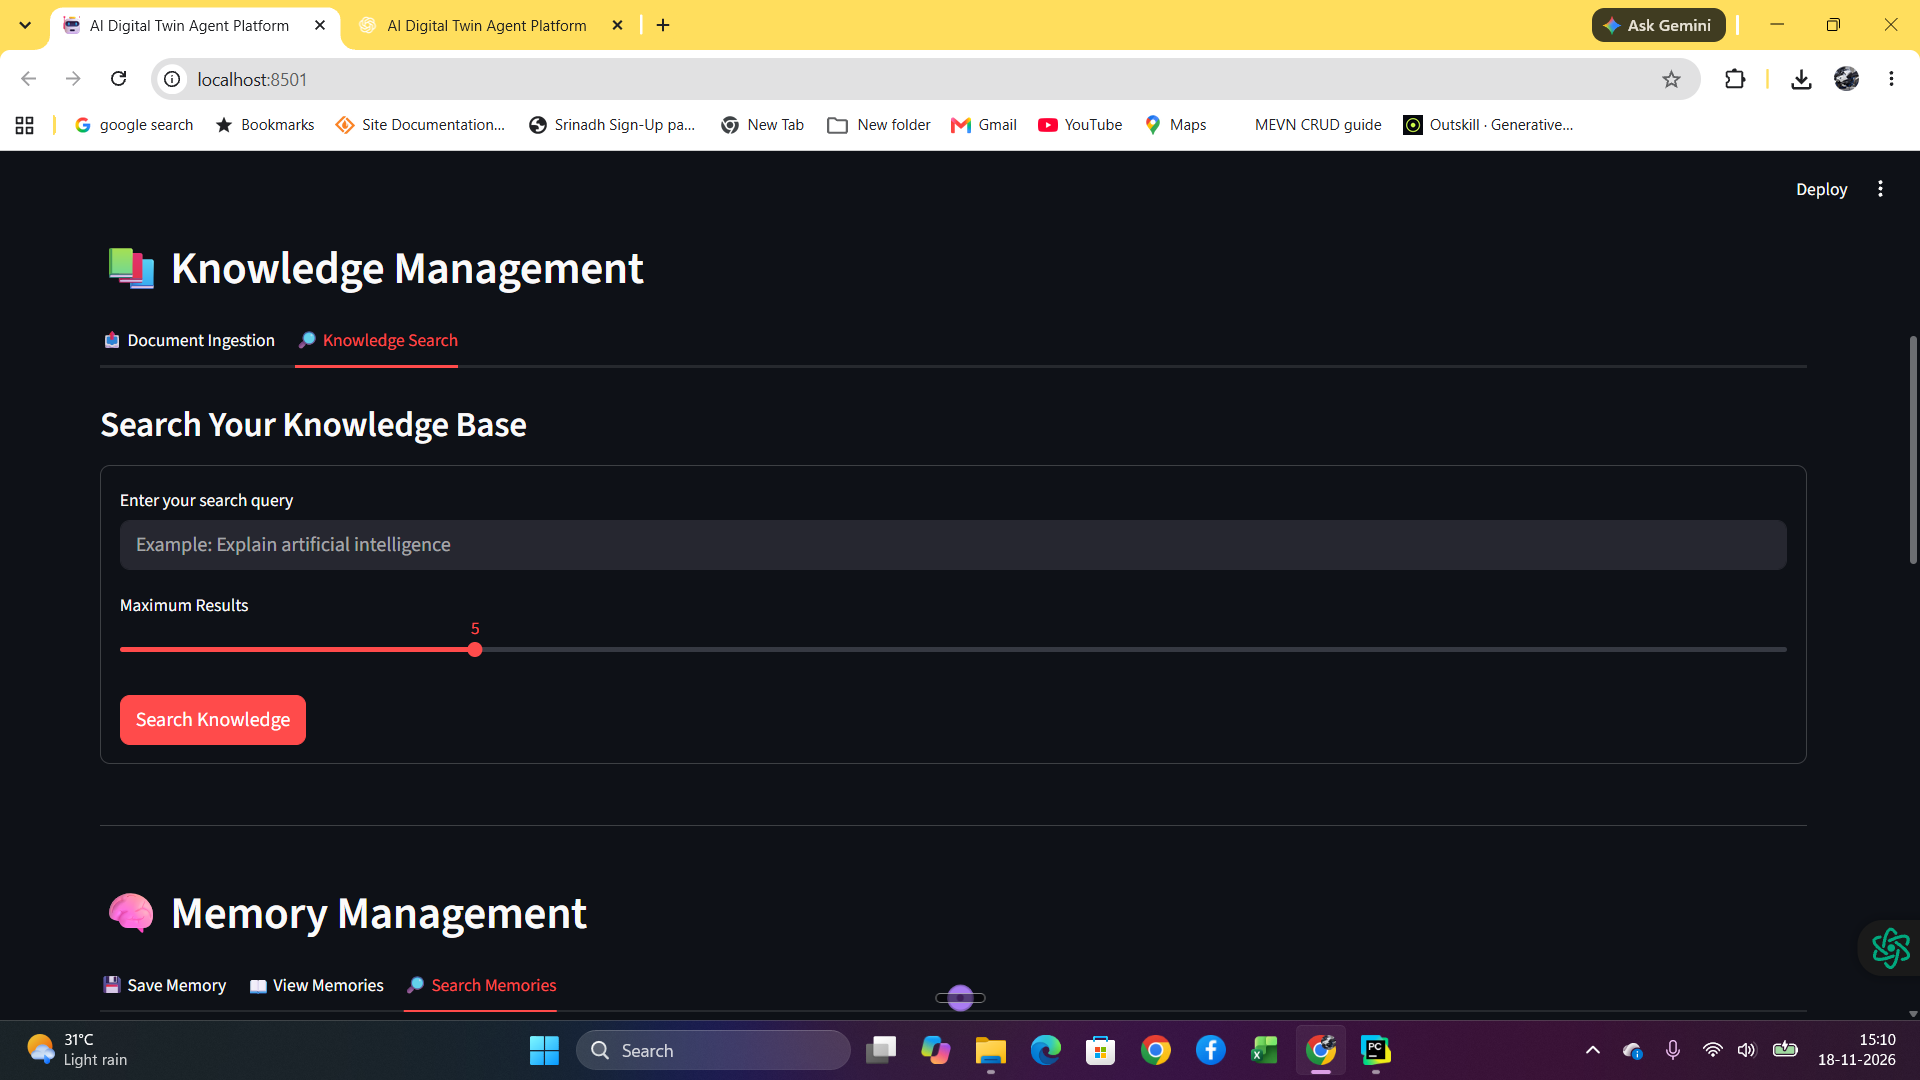 AI Digital Twin Agent Platform
AI Digital Twin Agent Platform
Ask Gemini
localhost:8501
google search
Bookmarks
Site Documentation...
Srinadh Sign-Up pa...
New Tab
New folder
Gmail
YouTube
Maps
MEVN CRUD guide
Outskill · Generative...
Deploy
Knowledge Management
Document Ingestion
Knowledge Search
Search Your Knowledge Base
Enter your search query
Example: Explain artificial intelligence
Maximum Results
5
Search Knowledge
Memory Management
Save Memory
View Memories
Search Memories
31°C
Light rain
Search
PC
15:10
18-11-2026